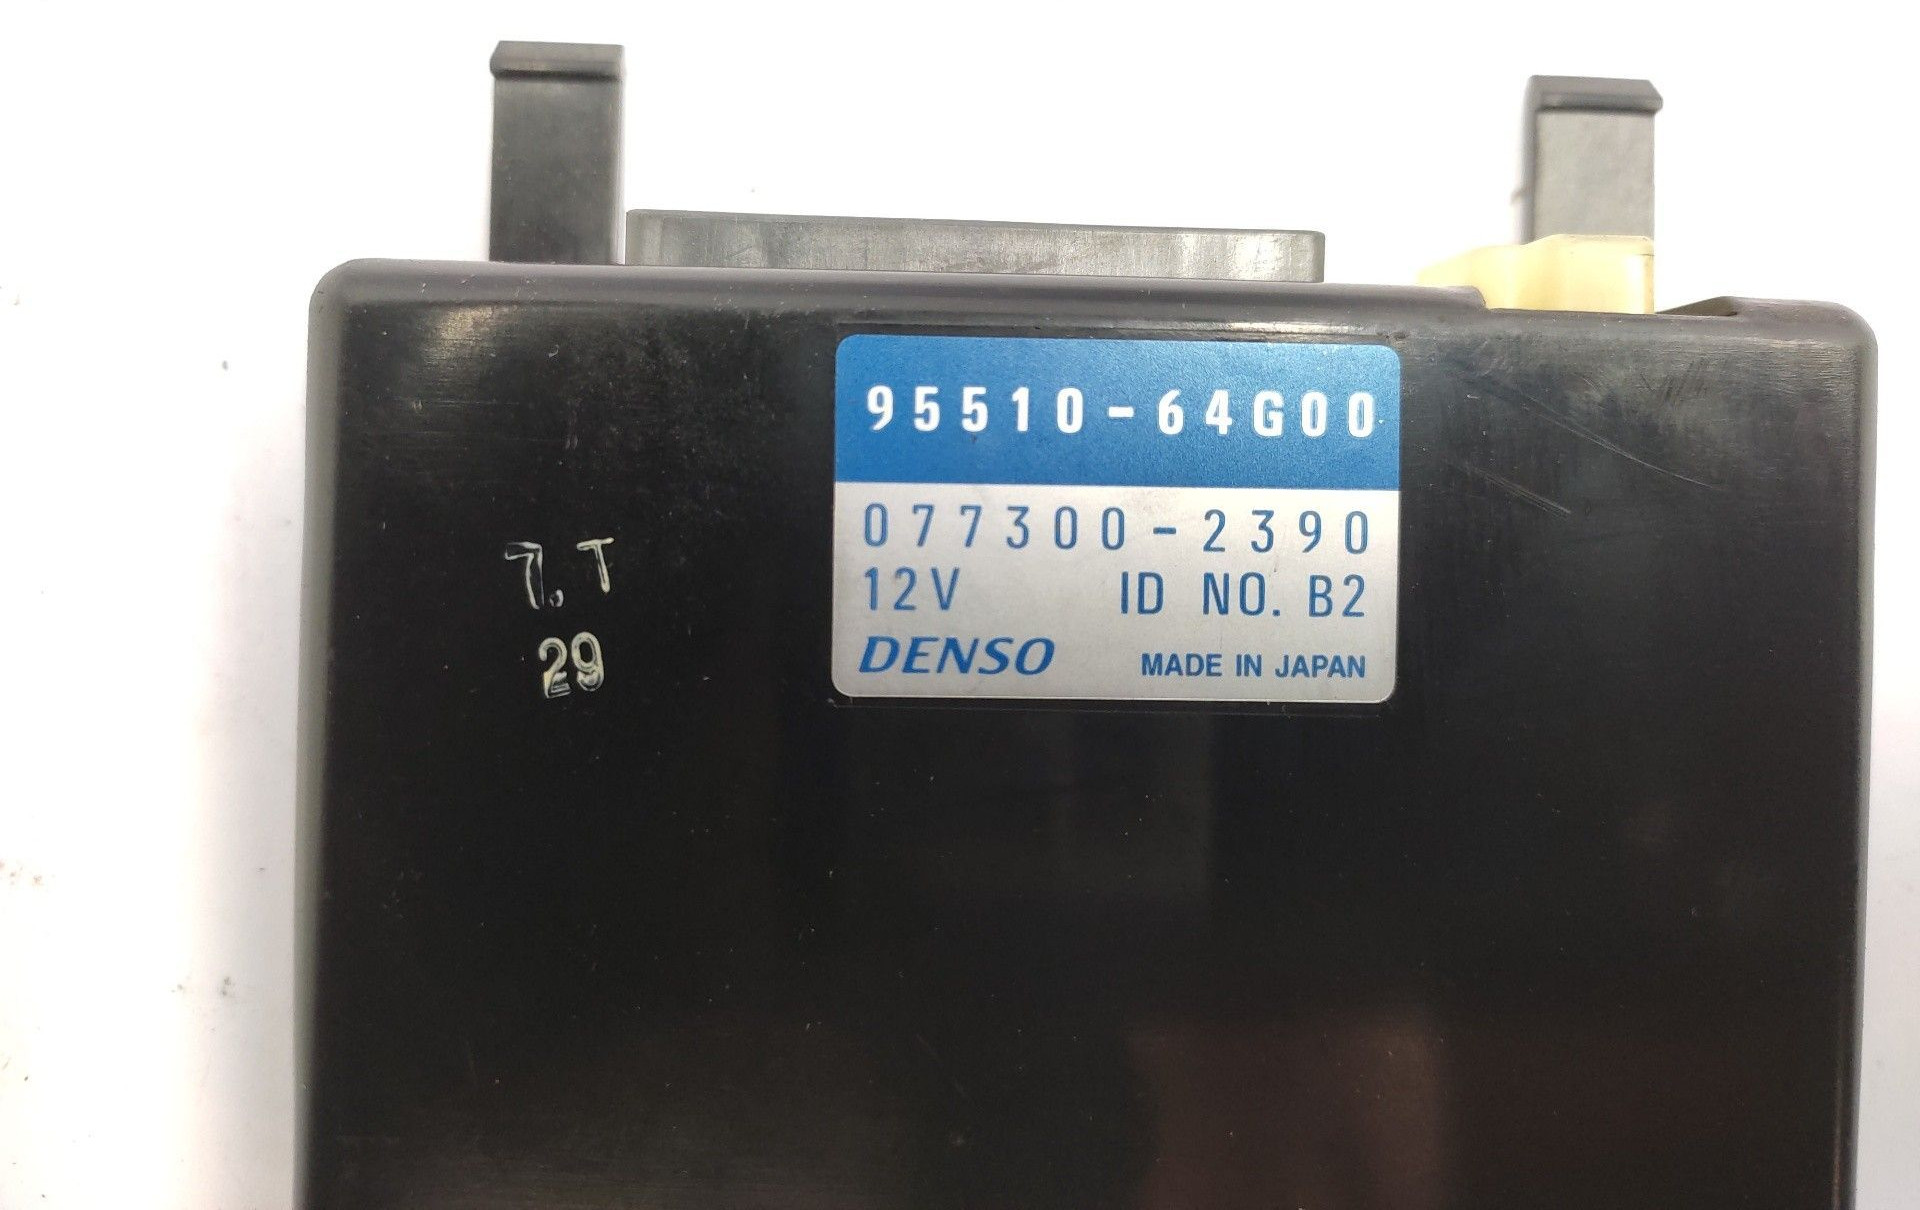 95510-64G00
077300-2390
12V ID NO. B2
DENSO MADE IN JAPAN
7. T
29